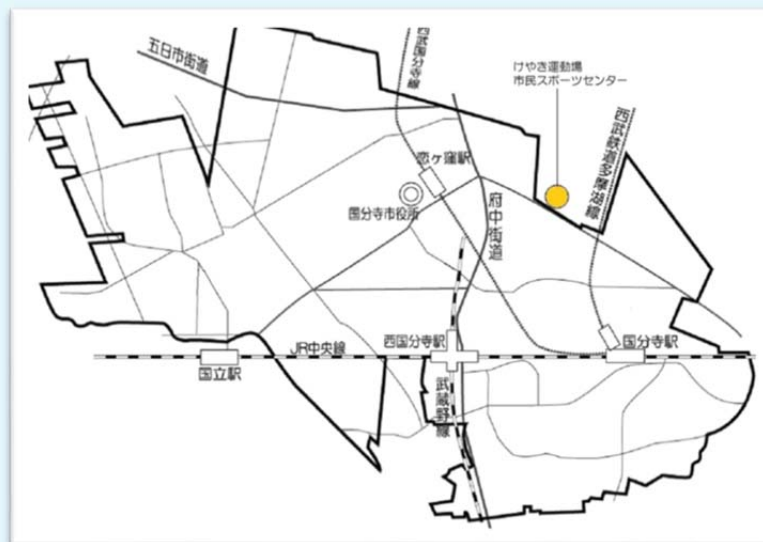 五日市街道
西武国分寺線
けやき運動場
市民スポーツセンター
西武鉄道多摩湖線
恋ヶ窪駅
国分寺市役所
府中街道
西国分寺駅
国分寺駅
JR中央線
国立駅
武蔵野線